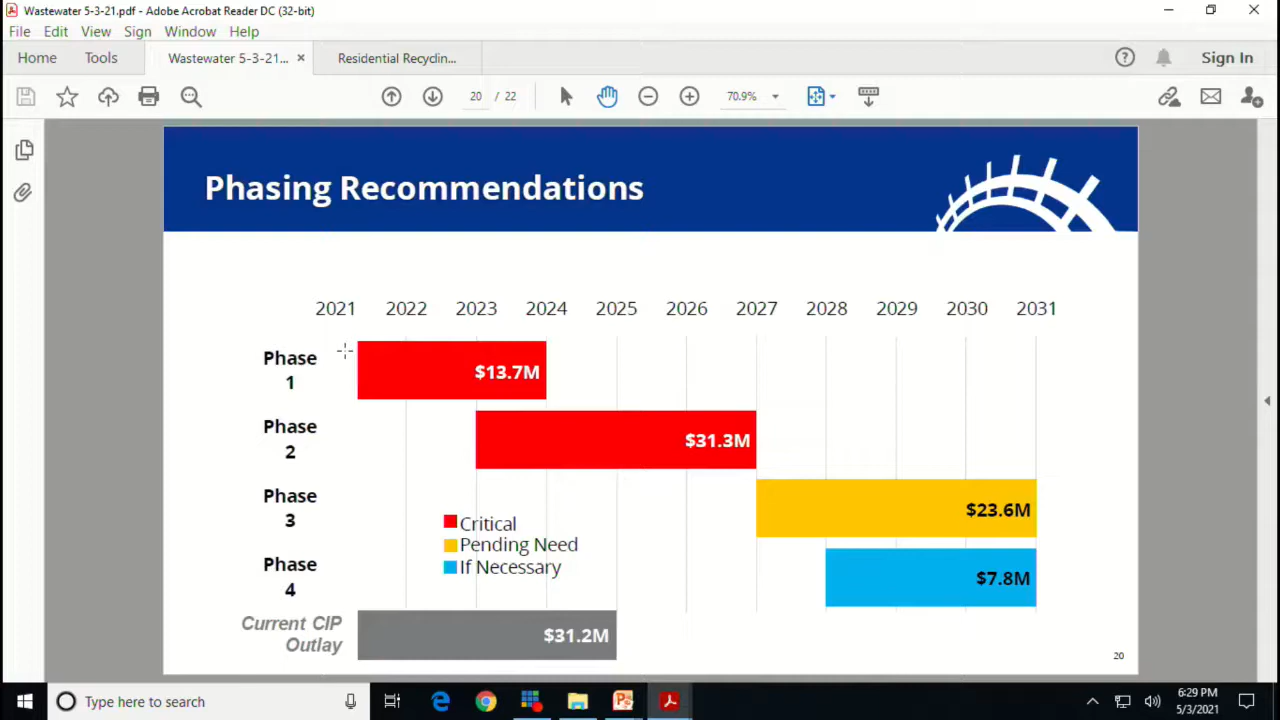 Wastewater 5-3-21.pdf - Adobe Acrobat Reader DC (32-bit)
File Edit View Sign Window Help
Home Tools Wastewater 5-3-21... × Residential Recyclin... Sign In
20 / 22 70.9%
Phasing Recommendations
2021 2022 2023 2024 2025 2026 2027 2028 2029 2030 2031
Phase
1
$13.7M
Phase
2
$31.3M
Phase
3
$23.6M
Critical
Pending Need
If Necessary
Phase
4
$7.8M
Current CIP
Outlay
$31.2M
20
Type here to search
6:29 PM
5/3/2021